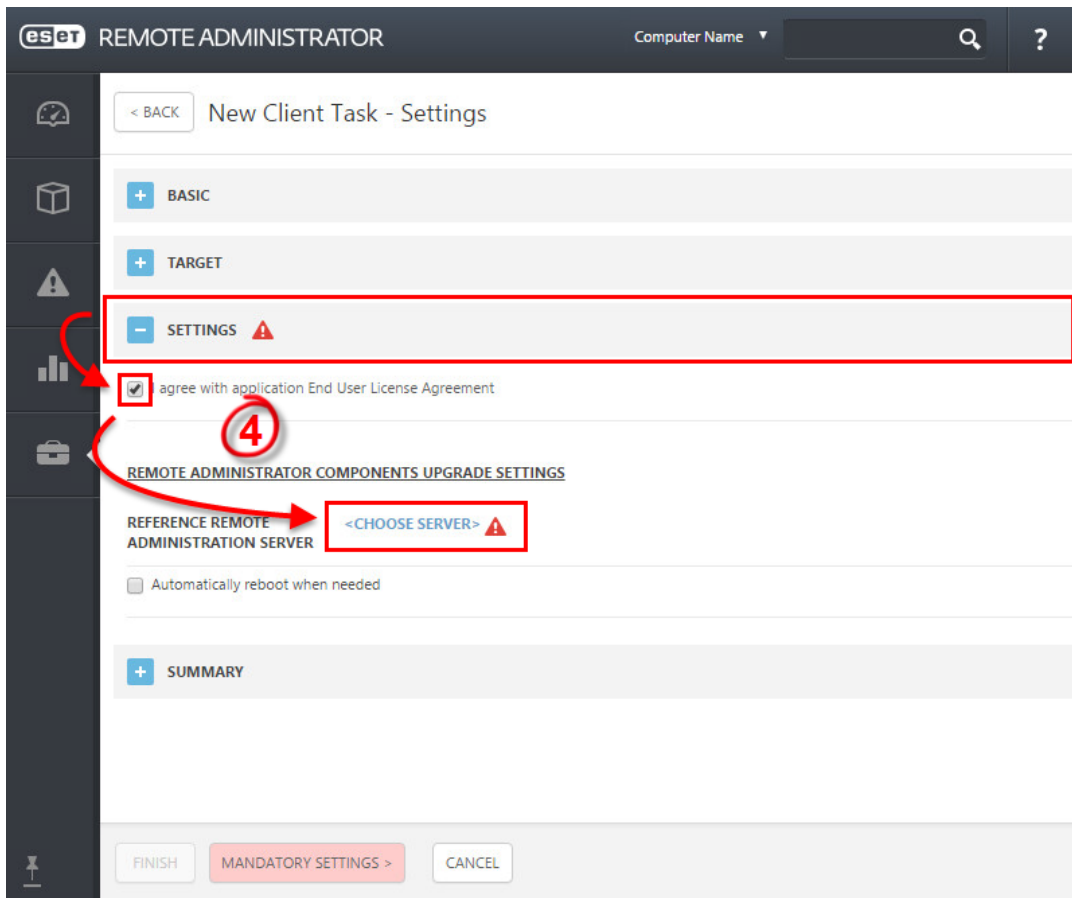 eseT REMOTE ADMINISTRATOR
Computer Name ▼
?
< BACK
New Client Task - Settings
+ BASIC
+ TARGET
− SETTINGS
I agree with application End User License Agreement
4
REMOTE ADMINISTRATOR COMPONENTS UPGRADE SETTINGS
REFERENCE REMOTE
ADMINISTRATION SERVER
<CHOOSE SERVER>
Automatically reboot when needed
+ SUMMARY
FINISH
MANDATORY SETTINGS >
CANCEL